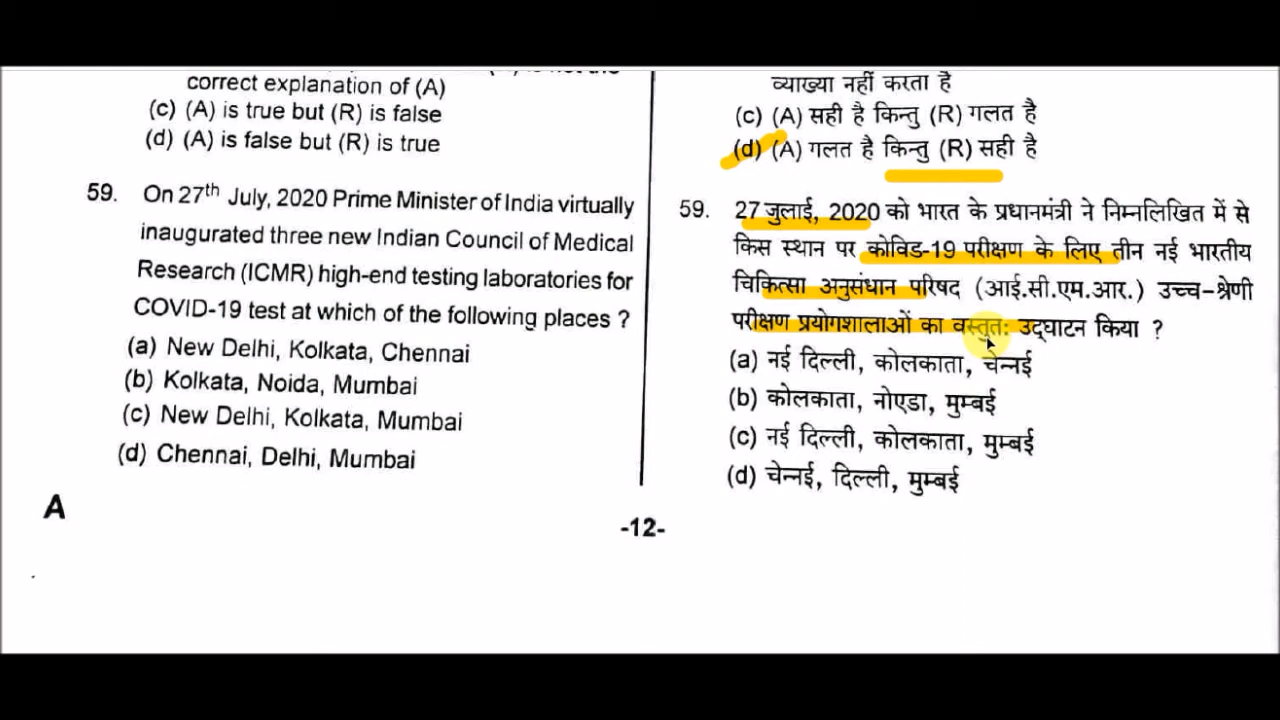 correct explanation of (A)
(c) (A) is true but (R) is false
(d) (A) is false but (R) is true
59. On 27th July, 2020 Prime Minister of India virtually
inaugurated three new Indian Council of Medical
Research (ICMR) high-end testing laboratories for
COVID-19 test at which of the following places ?
(a) New Delhi, Kolkata, Chennai
(b) Kolkata, Noida, Mumbai
(c) New Delhi, Kolkata, Mumbai
(d) Chennai, Delhi, Mumbai
A
व्याख्या नहीं करता है
(c) (A) सही है किन्तु (R) गलत है
(d) (A) गलत है किन्तु (R) सही है
59. 27 जुलाई, 2020 को भारत के प्रधानमंत्री ने निम्नलिखित में से
किस स्थान पर कोविड-19 परीक्षण के लिए तीन नई भारतीय
चिकित्सा अनुसंधान परिषद (आई.सी.एम.आर.) उच्च-श्रेणी
परीक्षण प्रयोगशालाओं का वस्तुतः उद्घाटन किया ?
(a) नई दिल्ली, कोलकाता, चेन्नई
(b) कोलकाता, नोएडा, मुम्बई
(c) नई दिल्ली, कोलकाता, मुम्बई
(d) चेन्नई, दिल्ली, मुम्बई
-12-